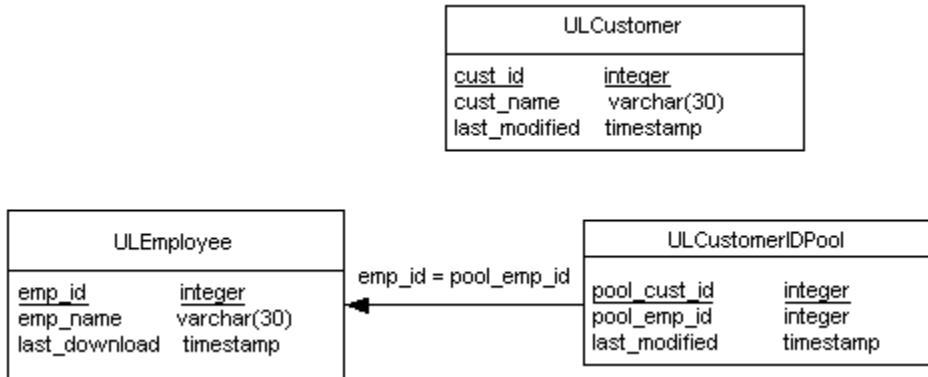 ULCustomer
cust_id integer
cust_name varchar(30)
last_modified timestamp
ULEmployee
emp_id integer
emp_name varchar(30)
last_download timestamp
emp_id = pool_emp_id
ULCustomerIDPool
pool_cust_id integer
pool_emp_id integer
last_modified timestamp